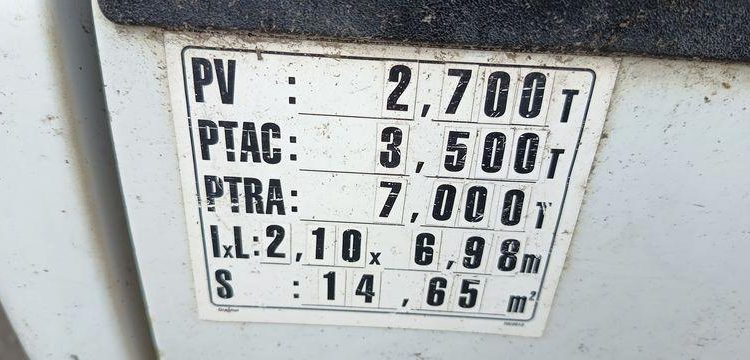 PV : 2,700 T
PTAC: 3,500 T
PTRA: 7,000 T
lxL: 2,10 x 6,98 m
S : 14,65 m²